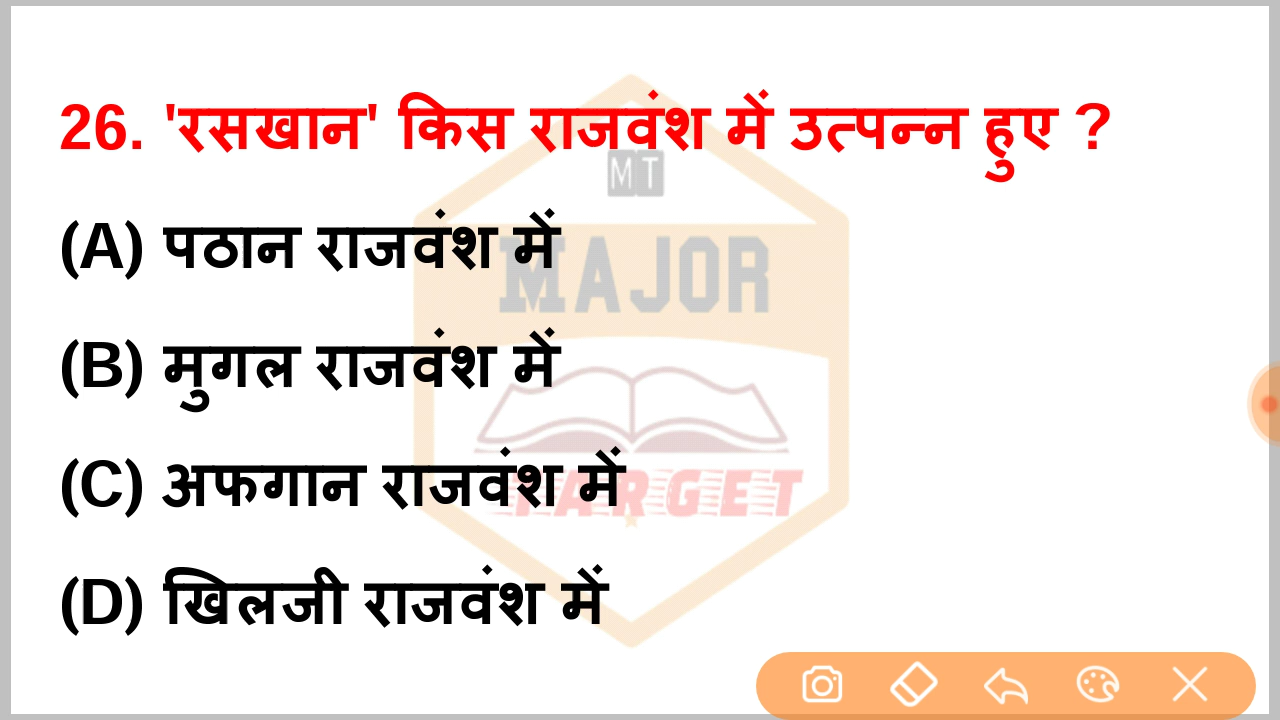 26. 'रसखान' किस राजवंश में उत्पन्न हुए ?
MT
(A) पठान राजवंश में
MAJOR
(B) मुगल राजवंश में
(C) अफगान राजवंश में
TARGET
(D) खिलजी राजवंश में